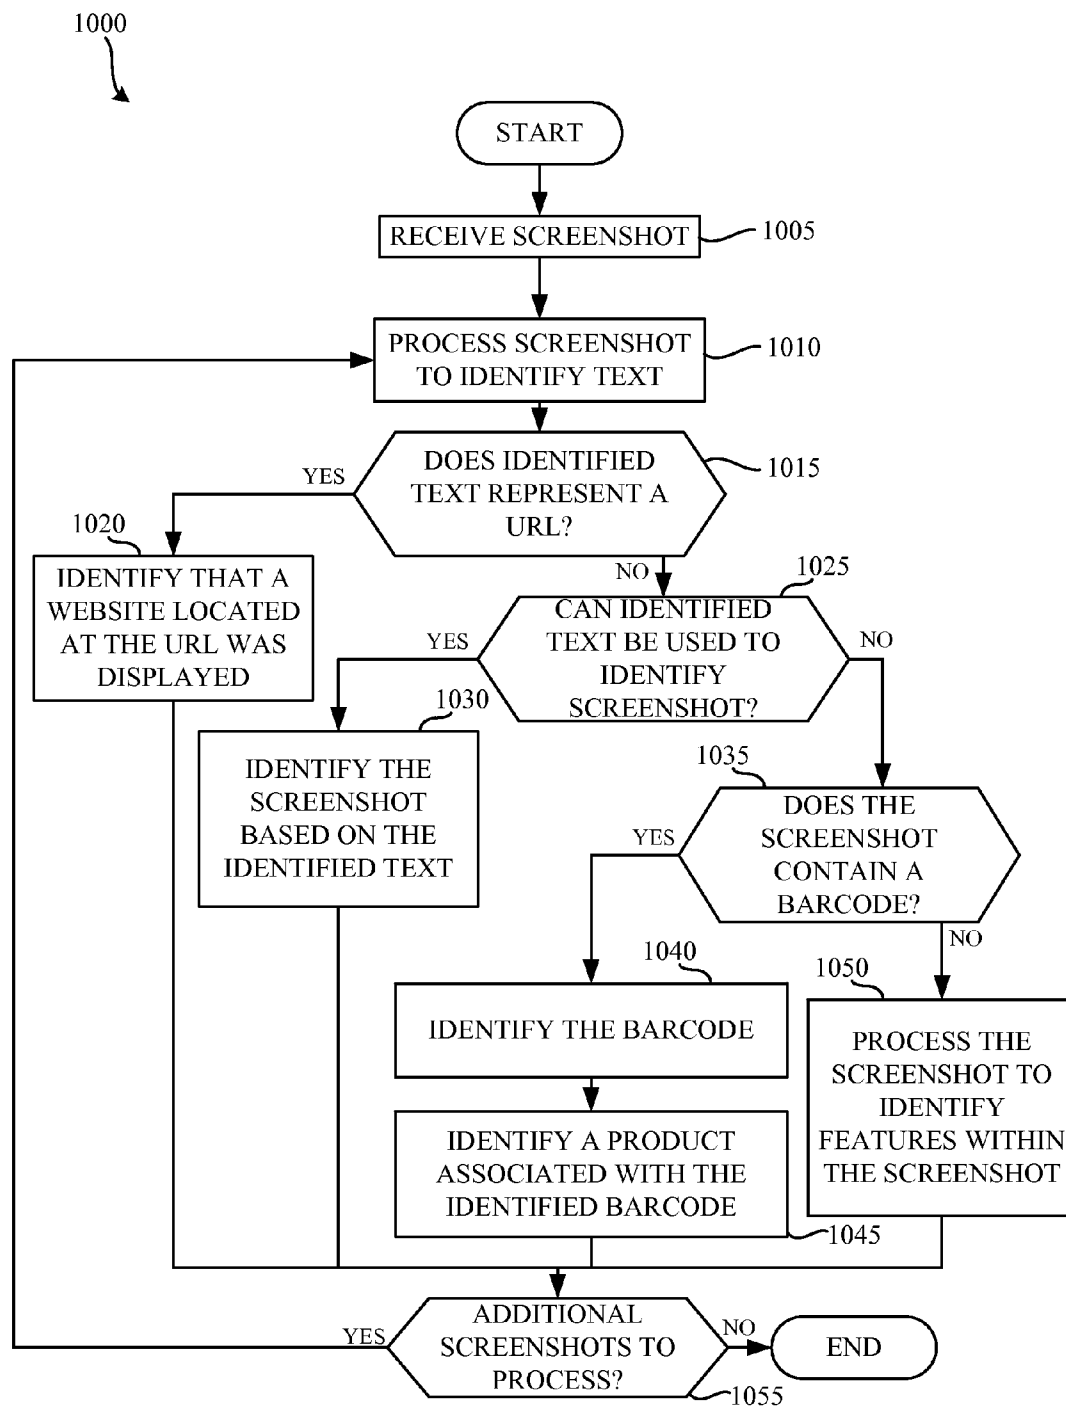 1000
START
RECEIVE SCREENSHOT
1005
PROCESS SCREENSHOT
TO IDENTIFY TEXT
1010
DOES IDENTIFIED
TEXT REPRESENT A
URL?
1015
YES
NO
1020
IDENTIFY THAT A
WEBSITE LOCATED
AT THE URL WAS
DISPLAYED
1025
CAN IDENTIFIED
TEXT BE USED TO
IDENTIFY
SCREENSHOT?
YES
NO
1030
IDENTIFY THE
SCREENSHOT
BASED ON THE
IDENTIFIED TEXT
1035
DOES THE
SCREENSHOT
CONTAIN A
BARCODE?
YES
NO
1040
IDENTIFY THE BARCODE
IDENTIFY A PRODUCT
ASSOCIATED WITH THE
IDENTIFIED BARCODE
1045
1050
PROCESS THE
SCREENSHOT TO
IDENTIFY
FEATURES WITHIN
THE SCREENSHOT
ADDITIONAL
SCREENSHOTS TO
PROCESS?
1055
YES
NO
END